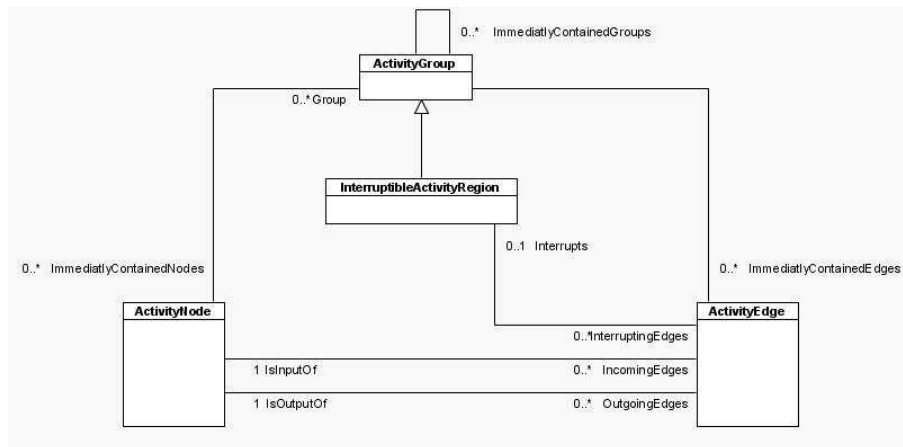 0..* ImmediatlyContainedGroups
ActivityGroup
0..* Group
InterruptibleActivityRegion
0..1 Interrupts
0..* ImmediatlyContainedNodes
0..* ImmediatlyContainedEdges
ActivityNode
ActivityEdge
0..*InterruptingEdges
1 IsInputOf
0..* IncomingEdges
1 IsOutputOf
0..* OutgoingEdges